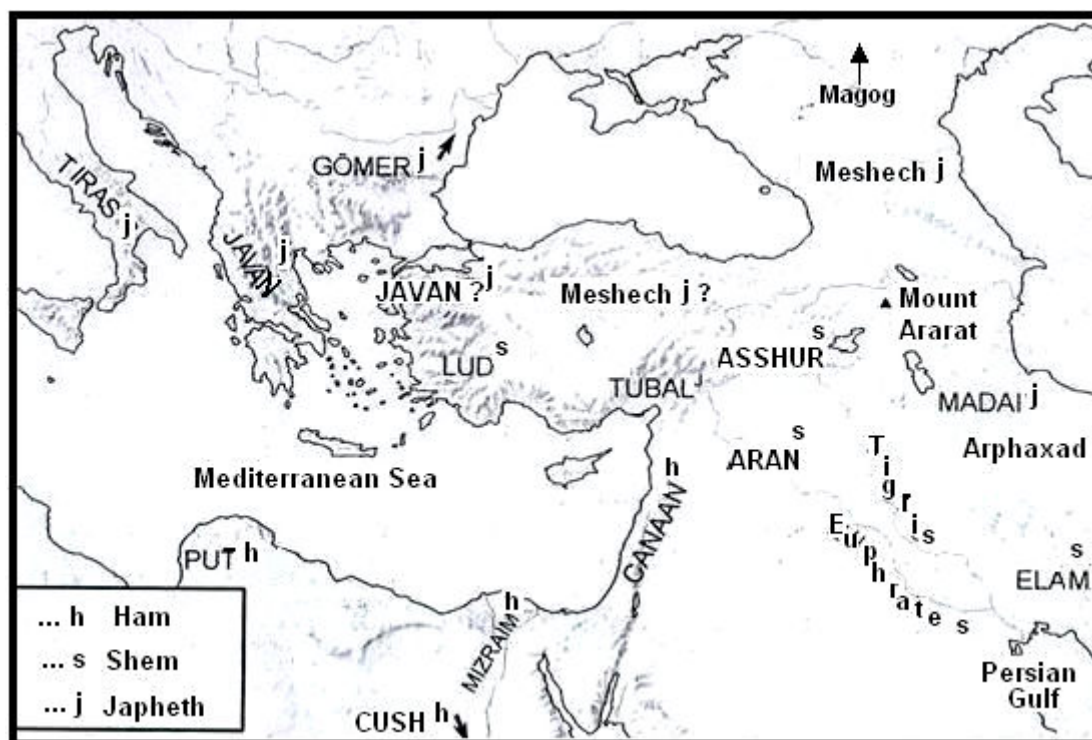 Magog
GOMER j
Meshech j
TIRAS
j
JAVAN
j
JAVAN ? j
Meshech j ?
Mount
Ararat
s
ASSHUR
LUD s
TUBAL
MADAI j
s
ARAN
Tigris
Arphaxad
Mediterranean Sea
h
CANAAN
Euphrates
PUT h
s
ELAM
h
MIZRAIM
Persian
Gulf
CUSH h
... h Ham
... s Shem
... j Japheth